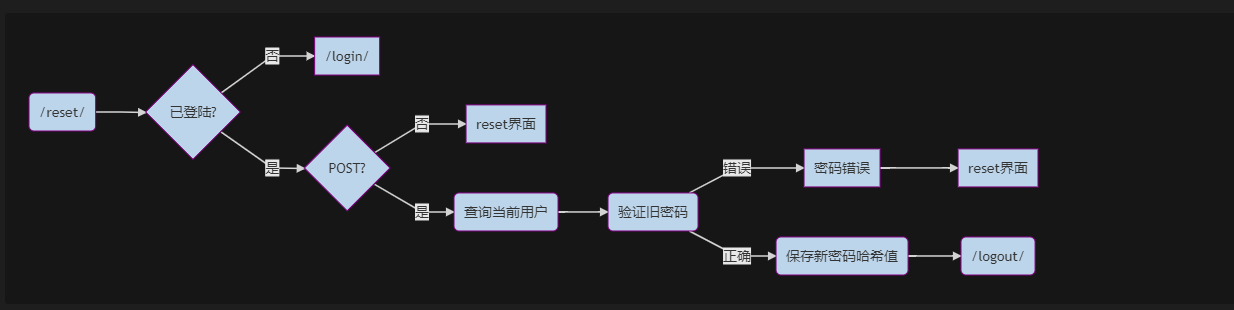 /reset/
已登陆?
否
/login/
是
POST?
否
reset界面
是
查询当前用户
验证旧密码
错误
密码错误
reset界面
正确
保存新密码哈希值
/logout/